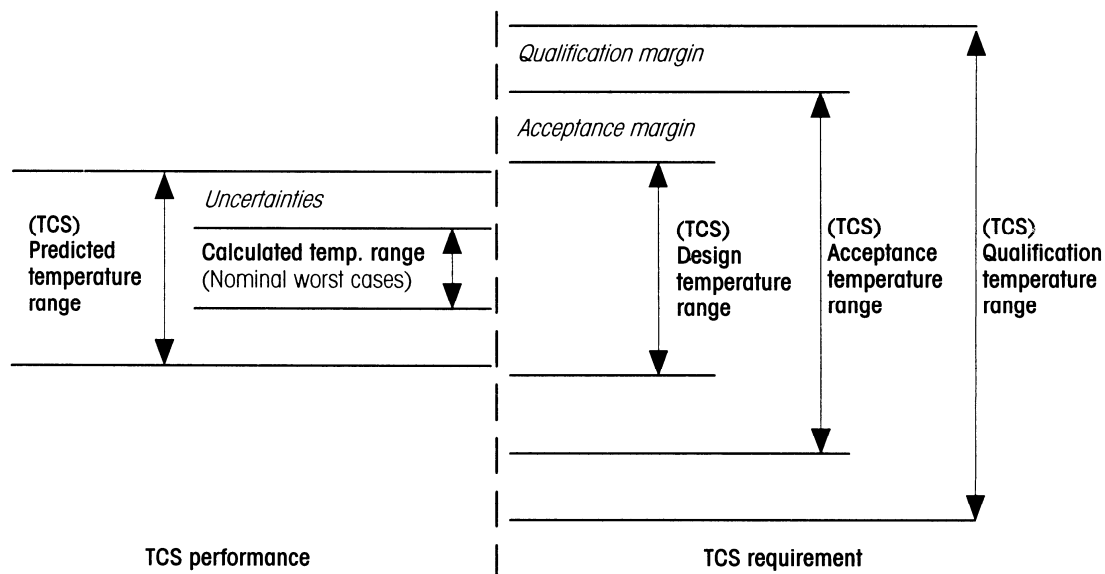 Qualification margin
Acceptance margin
Uncertainties
(TCS)
Predicted
temperature
range
Calculated temp. range
(Nominal worst cases)
(TCS)
Design
temperature
range
(TCS)
Acceptance
temperature
range
(TCS)
Qualification
temperature
range
TCS performance
TCS requirement